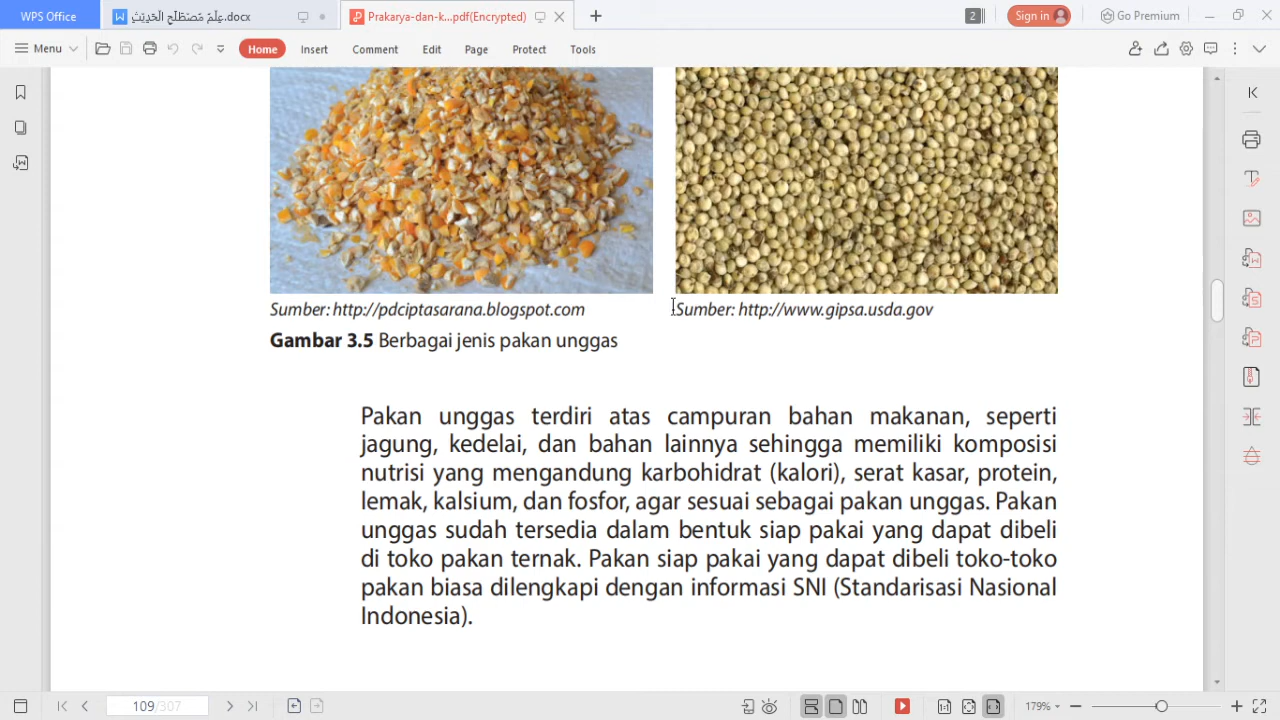 WPS Office
عِلْمُ مُصْطَلَحِ الْحَدِيْثِ.docx
Prakarya-dan-k...pdf(Encrypted)
2
Sign in
Go Premium
Menu
Home
Insert
Comment
Edit
Page
Protect
Tools
Sumber: http://pdciptasarana.blogspot.com
Sumber: http://www.gipsa.usda.gov
Gambar 3.5 Berbagai jenis pakan unggas
Pakan unggas terdiri atas campuran bahan makanan, seperti
jagung, kedelai, dan bahan lainnya sehingga memiliki komposisi
nutrisi yang mengandung karbohidrat (kalori), serat kasar, protein,
lemak, kalsium, dan fosfor, agar sesuai sebagai pakan unggas. Pakan
unggas sudah tersedia dalam bentuk siap pakai yang dapat dibeli
di toko pakan ternak. Pakan siap pakai yang dapat dibeli toko-toko
pakan biasa dilengkapi dengan informasi SNI (Standarisasi Nasional
Indonesia).
109/307
179%